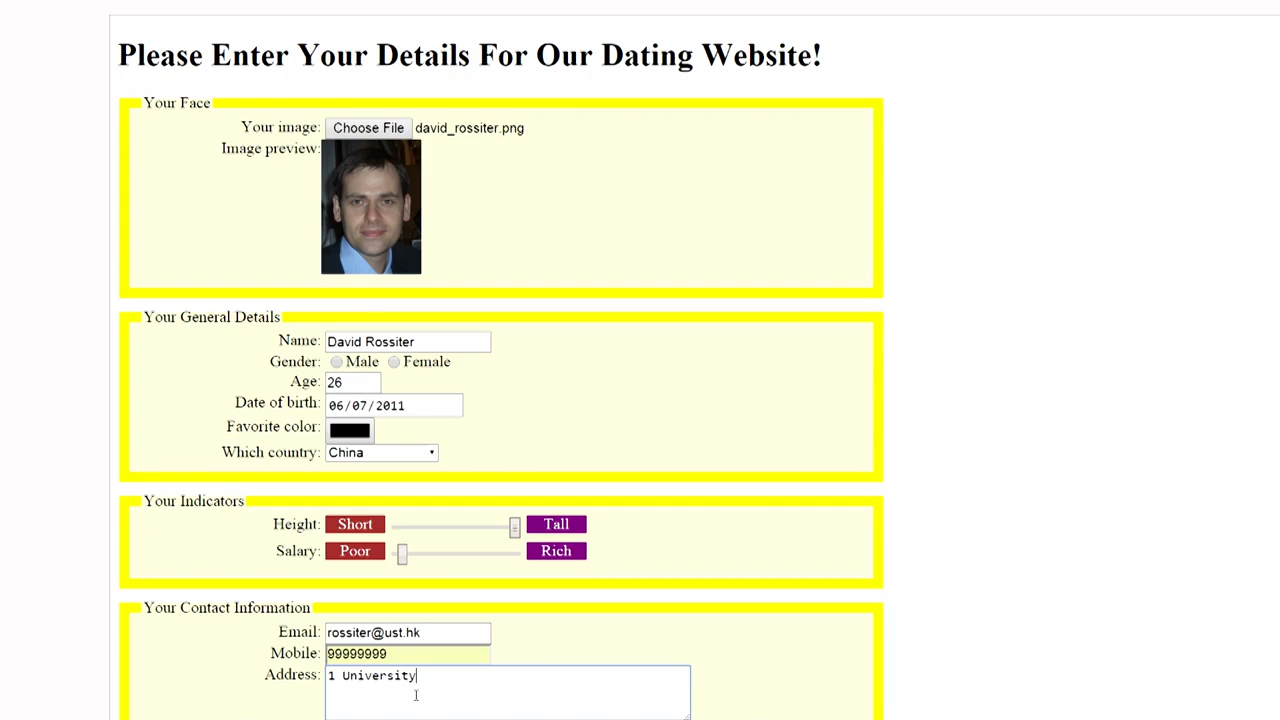 Please Enter Your Details For Our Dating Website!
Your Face
Your image: Choose File david_rossiter.png
Image preview:
Your General Details
Name: David Rossiter
Gender: Male Female
Age: 26
Date of birth: 06/07/2011
Favorite color:
Which country: China
Your Indicators
Height: Short Tall
Salary: Poor Rich
Your Contact Information
Email: rossiter@ust.hk
Mobile: 99999999
Address: 1 University